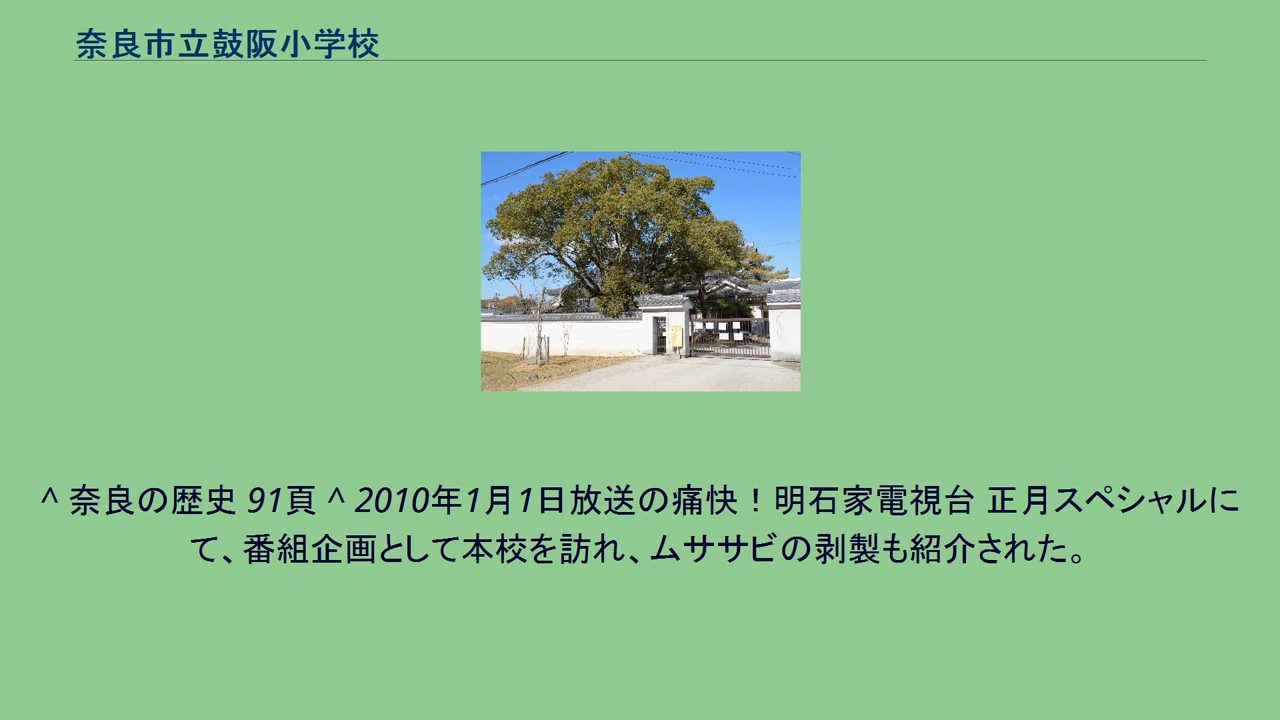 奈良市立鼓阪小学校
^ 奈良の歴史 91頁 ^ 2010年1月1日放送の痛快！明石家電視台 正月スペシャルに
て、番組企画として本校を訪れ、ムササビの剥製も紹介された。